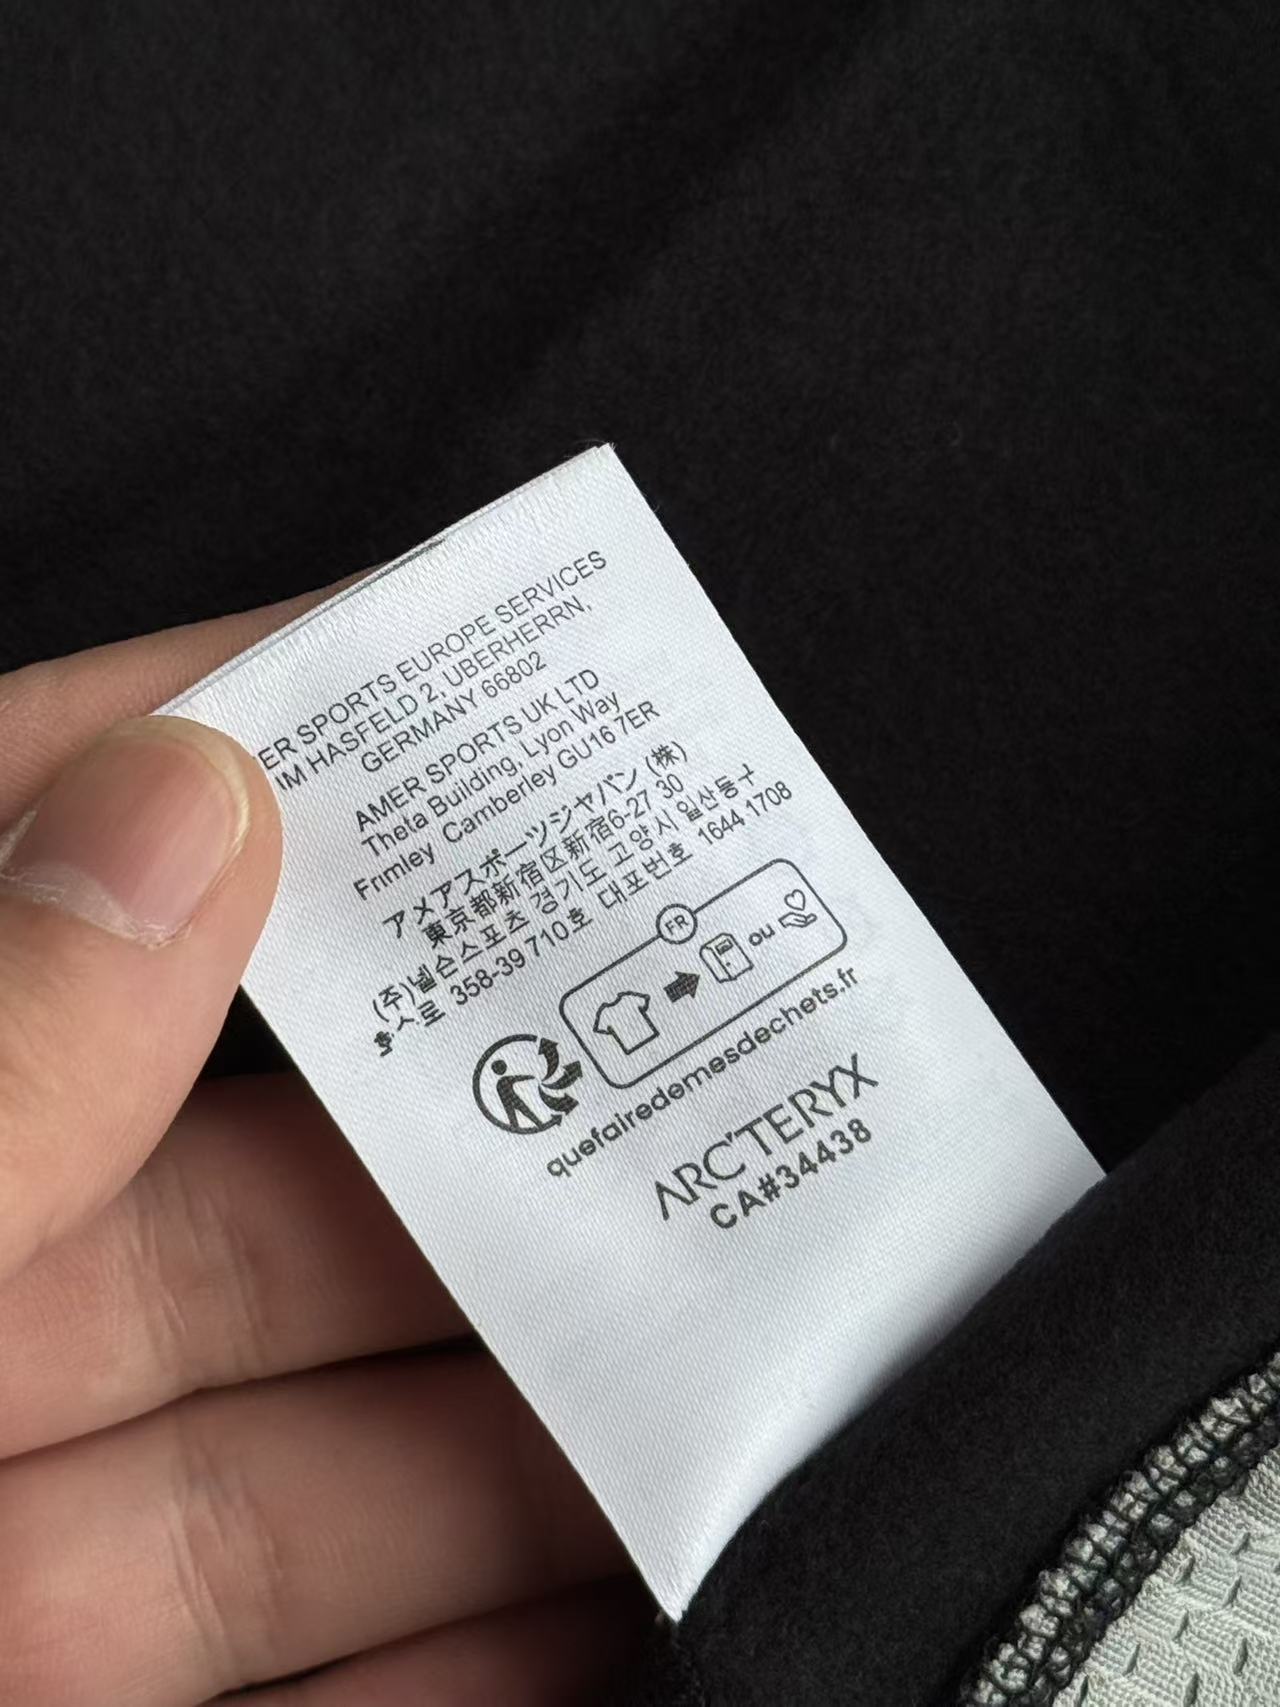 ER SPORTS EUROPE SERVICES
IM HASFELD 2, UBERHERRN,
GERMANY 66802
AMER SPORTS UK LTD
Theta Building, Lyon Way
Frimley Camberley GU16 7ER
アメアスポーツジャパン (株)
東京都新宿区新宿6-27 30
(주)넬슨스포츠 경기도 고양시 일산동구
호수로 358-39 710호 대표번호 1644 1708
FR
ou
quefairedemesdechets.fr
ARC'TERYX
CA#34438